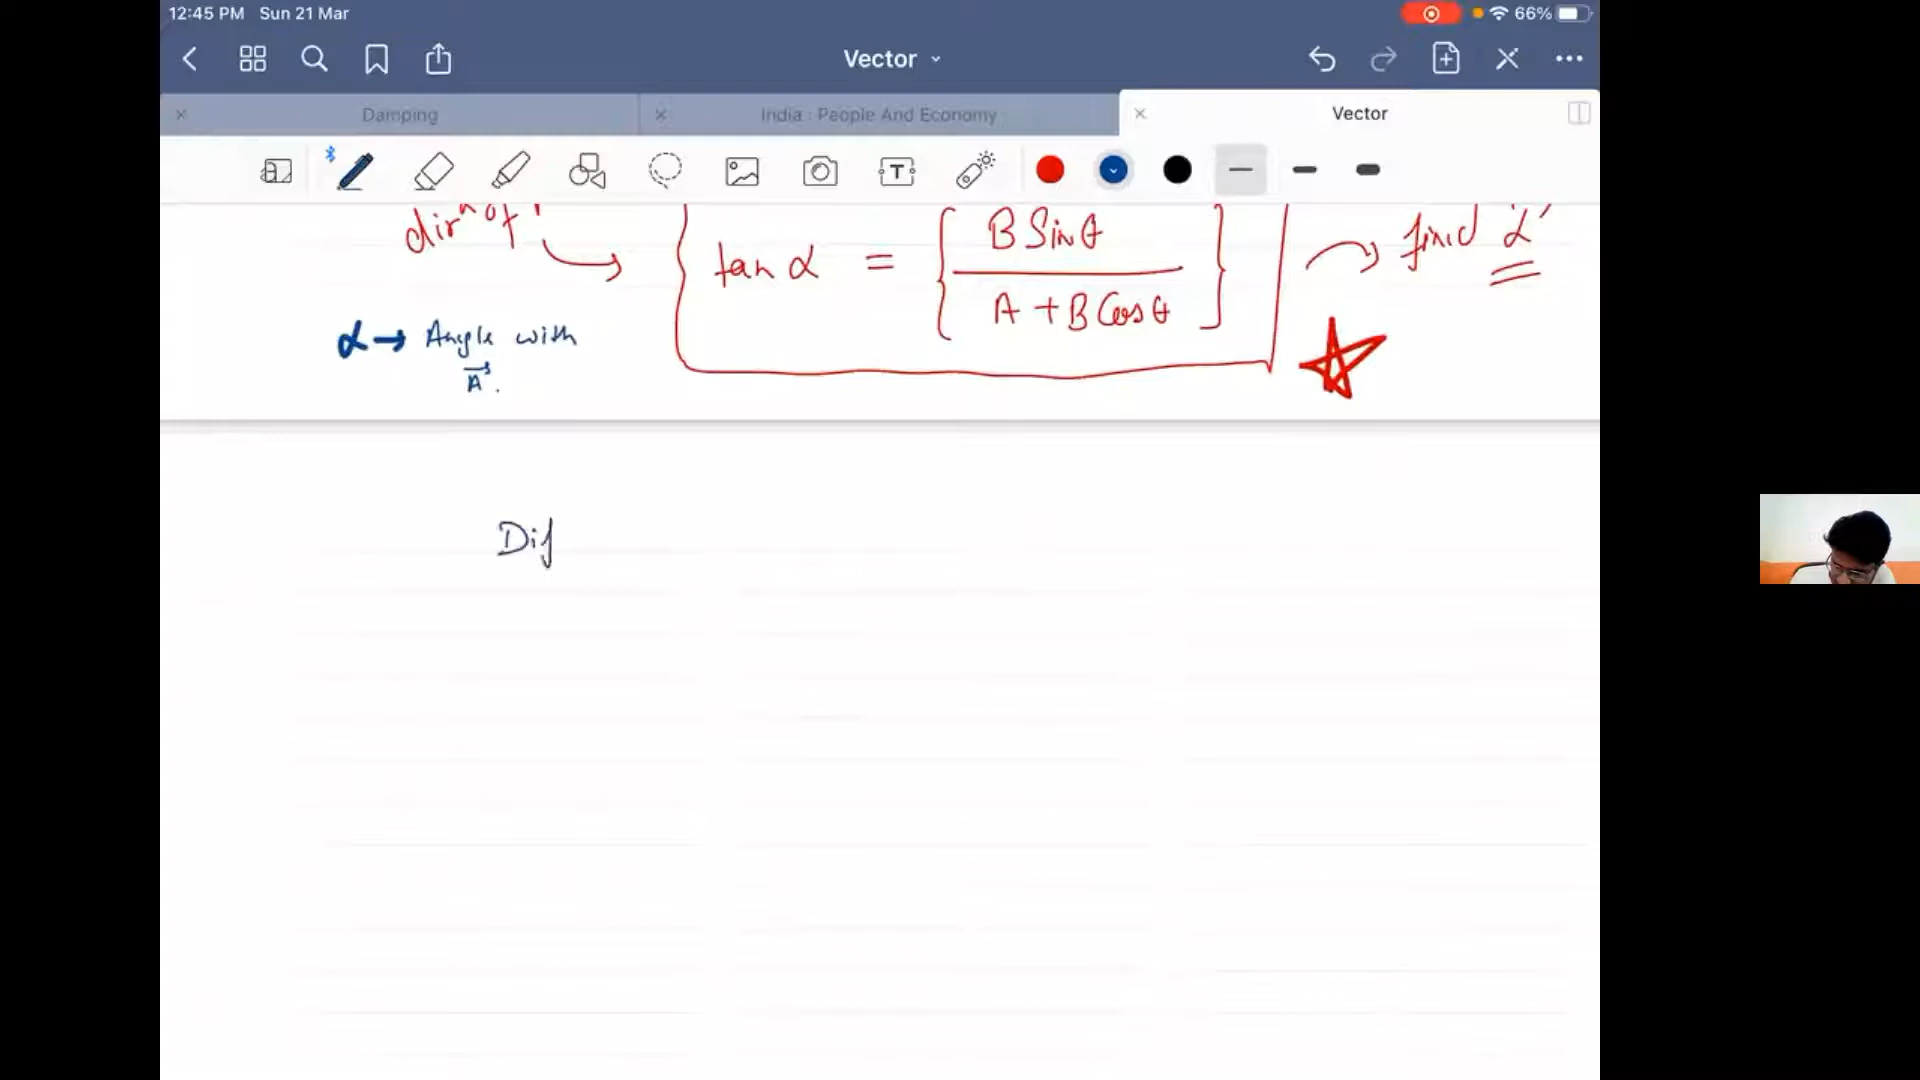 12:45 PM Sun 21 Mar 66%
Vector
Damping India : People And Economy Vector
dirⁿ of
tan α = { B Sin θ / A + B Cos θ } find α'
α → Angle with
A⃗.
Dif